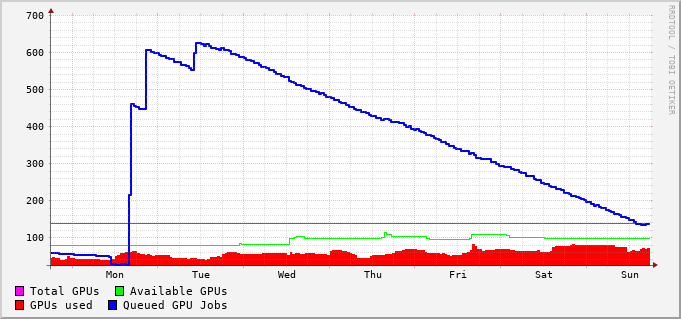 700
600
500
400
300
200
100
Mon Tue Wed Thu Fri Sat Sun
Total GPUs Available GPUs
GPUs used Queued GPU Jobs
RRDTOOL / TOBI OETIKER